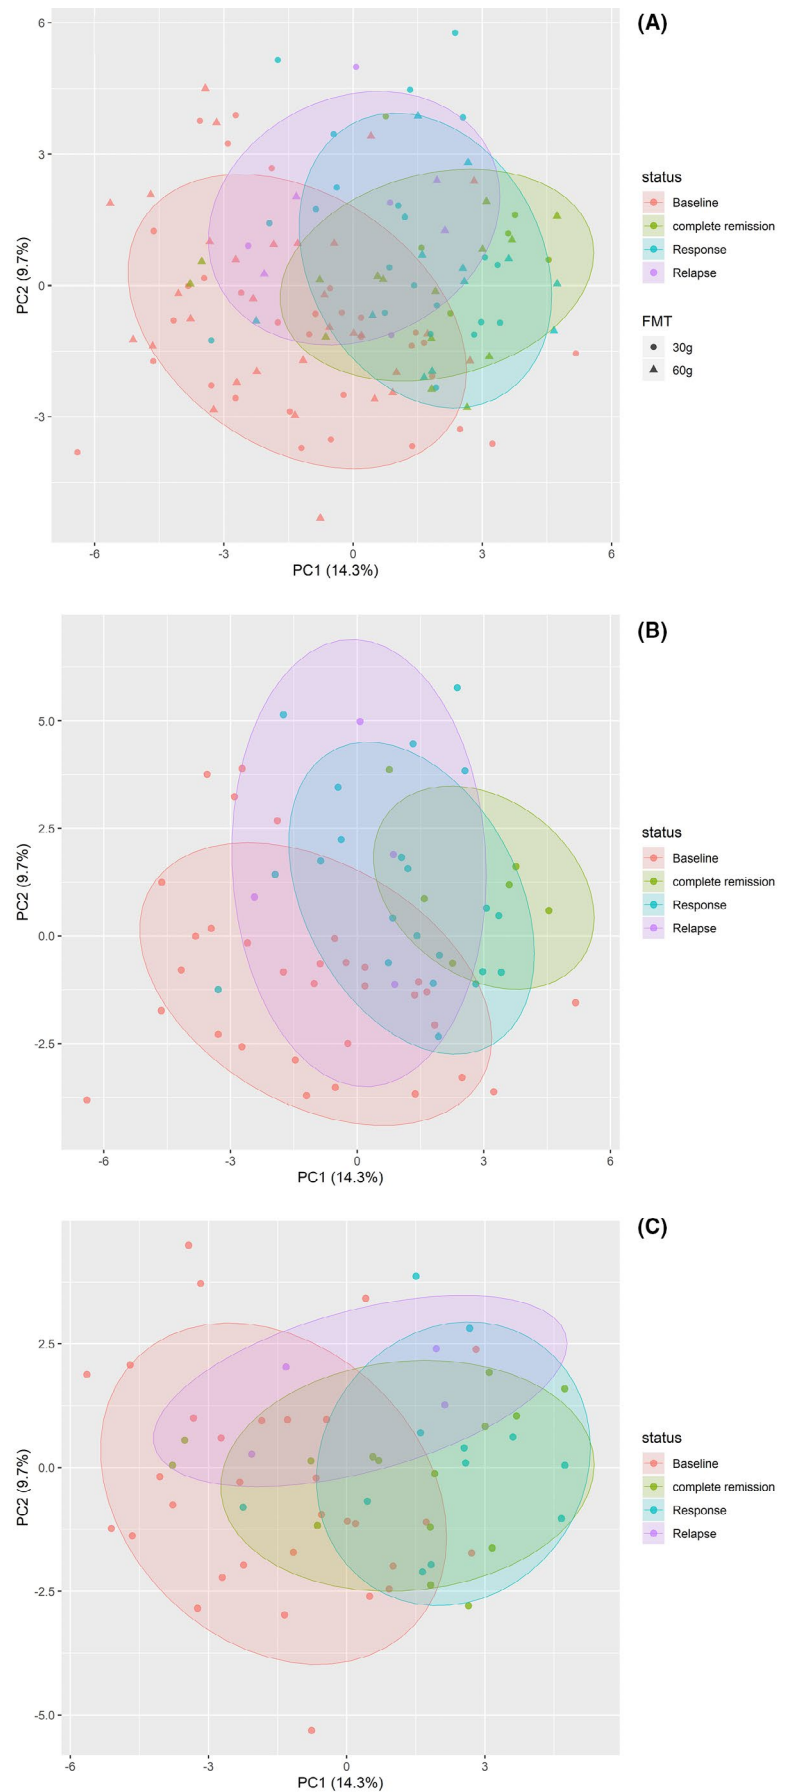 (A)
6
3
0
-3
-6 -3 0 3 6
PC1 (14.3%)
PC2 (9.7%)
status
Baseline
complete remission
Response
Relapse
FMT
30g
60g
(B)
5.0
2.5
0.0
-2.5
-6 -3 0 3 6
PC1 (14.3%)
PC2 (9.7%)
status
Baseline
complete remission
Response
Relapse
(C)
2.5
0.0
-2.5
-5.0
-6 -3 0 3
PC1 (14.3%)
PC2 (9.7%)
status
Baseline
complete remission
Response
Relapse